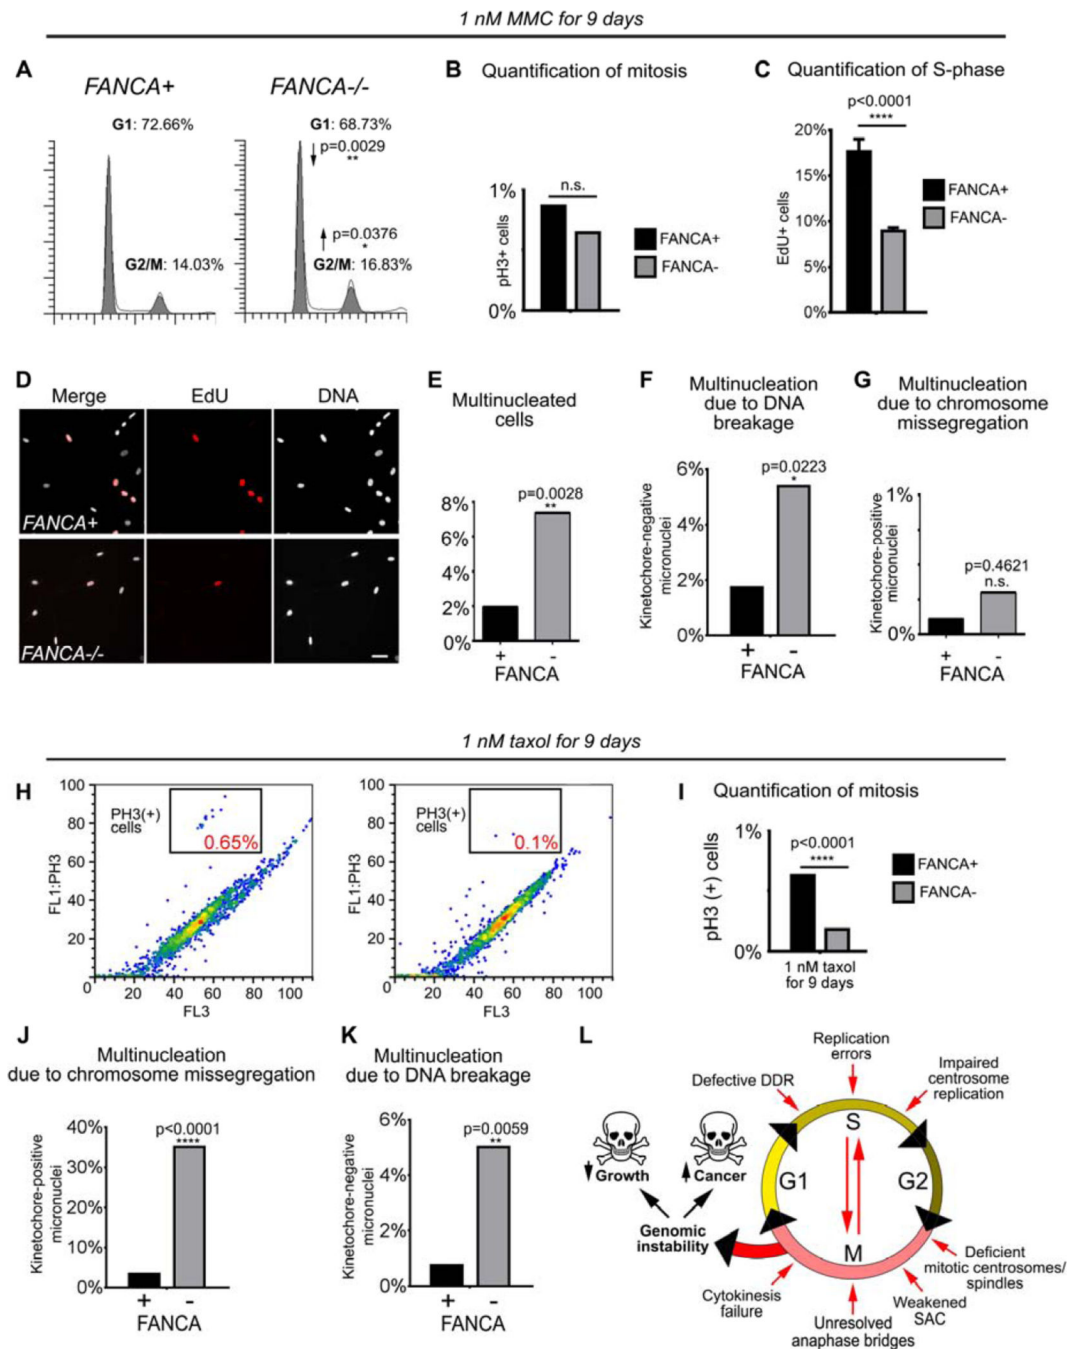 1 nM MMC for 9 days
A
FANCA+
FANCA-/-
G1: 72.66%
G1: 68.73%
p=0.0029
**
p=0.0376
*
G2/M: 14.03%
G2/M: 16.83%
B
Quantification of mitosis
n.s.
1%
0%
pH3+ cells
FANCA+
FANCA-
C
Quantification of S-phase
p<0.0001
****
20%
15%
10%
5%
0%
EdU+ cells
FANCA+
FANCA-
D
Merge
EdU
DNA
FANCA+
FANCA-/-
E
Multinucleated
cells
p=0.0028
**
8%
6%
4%
2%
0%
+
-
FANCA
F
Multinucleation
due to DNA
breakage
p=0.0223
*
6%
4%
2%
0%
Kinetochore-negative
micronuclei
+
-
FANCA
G
Multinucleation
due to chromosome
missegregation
1%
0%
p=0.4621
n.s.
Kinetochore-positive
micronuclei
+
-
FANCA
1 nM taxol for 9 days
H
100
80
60
40
20
0
FL1:PH3
PH3(+)
cells
0.65%
0 20 40 60 80 100
FL3
100
80
60
40
20
0
FL1:PH3
PH3(+)
cells
0.1%
0 20 40 60 80 100
FL3
I
Quantification of mitosis
1%
0%
pH3 (+) cells
p<0.0001
****
1 nM taxol
for 9 days
FANCA+
FANCA-
J
Multinucleation
due to chromosome missegregation
p<0.0001
****
40%
30%
20%
10%
0%
Kinetochore-positive
micronuclei
+
-
FANCA
K
Multinucleation
due to DNA breakage
p=0.0059
**
6%
4%
2%
0%
Kinetochore-negative
micronuclei
+
-
FANCA
L
Replication
errors
Defective DDR
Impaired
centrosome
replication
S
G1
G2
M
Growth
Cancer
Genomic
instability
Cytokinesis
failure
Unresolved
anaphase bridges
Weakened
SAC
Deficient
mitotic centrosomes/
spindles